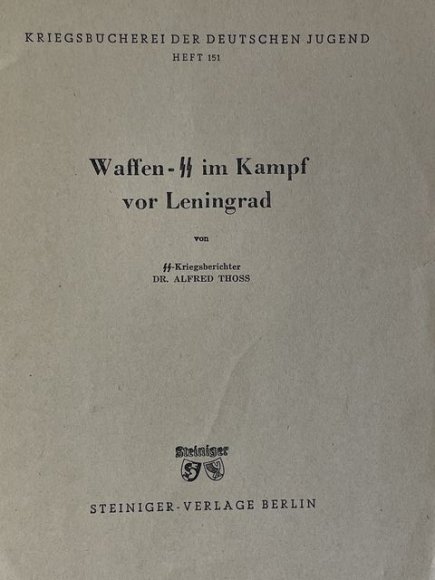 KRIEGSBÜCHEREI DER DEUTSCHEN JUGEND
HEFT 151
Waffen-ᛋᛋ im Kampf
vor Leningrad
von
ᛋᛋ-Kriegsberichter
DR. ALFRED THOSS
Steiniger
STEINIGER-VERLAGE BERLIN